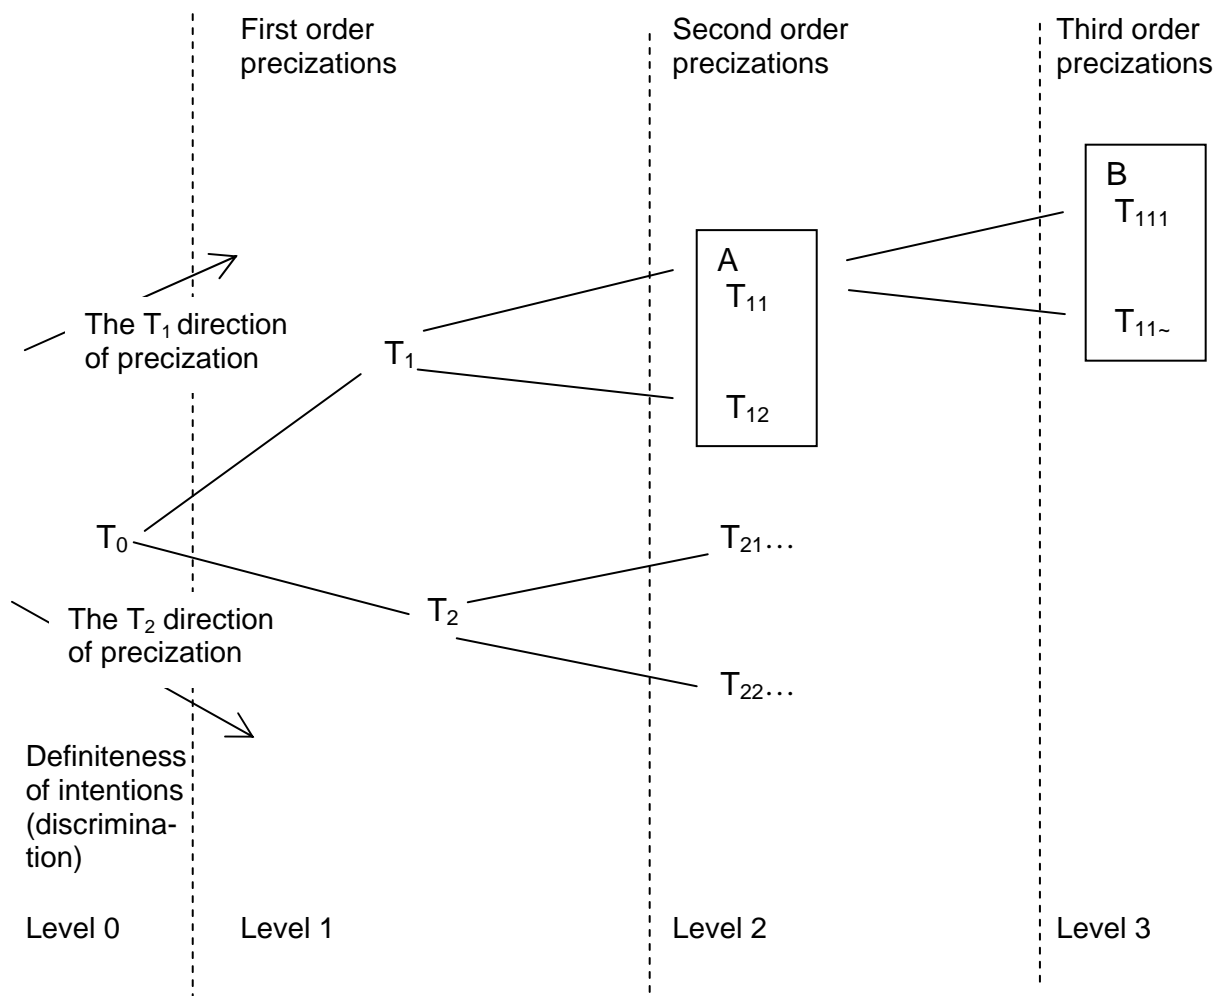 First order
precizations
Second order
precizations
Third order
precizations
B
T₁₁₁
T₁₁~
A
T₁₁
T₁₂
The T₁ direction
of precization
T₁
T₀
T₂₁…
The T₂ direction
of precization
T₂
T₂₂…
Definiteness
of intentions
(discrimina-
tion)
Level 0
Level 1
Level 2
Level 3